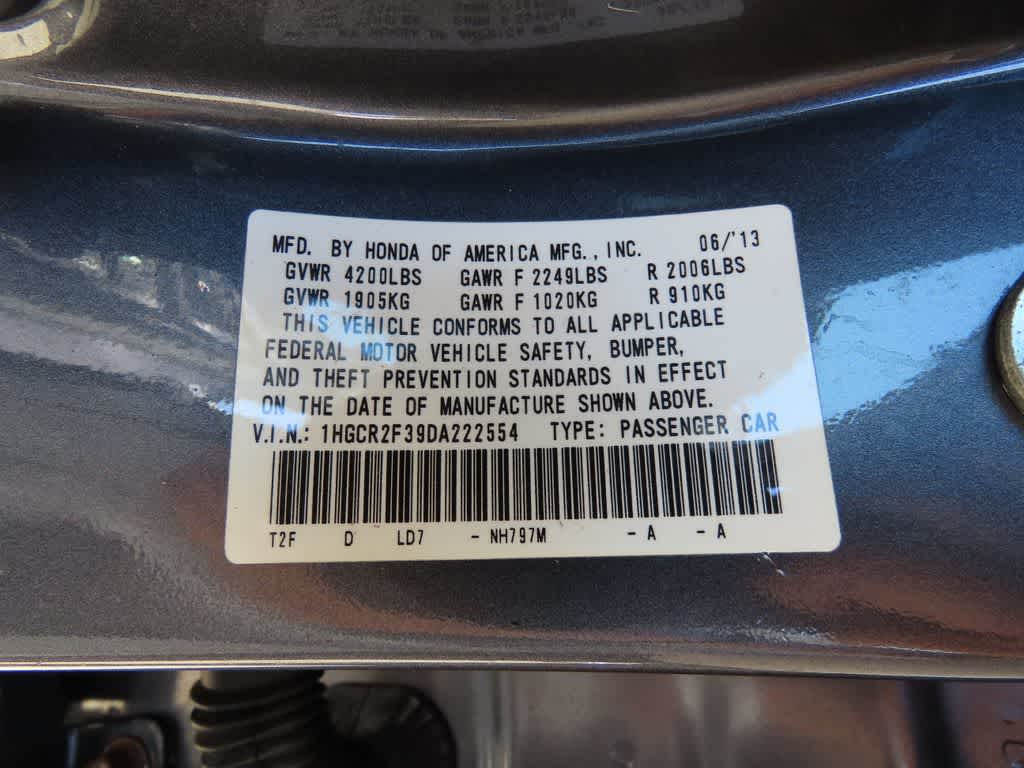 MFD. BY HONDA OF AMERICA MFG., INC. 06/'13
GVWR 4200LBS GAWR F 2249LBS R 2006LBS
GVWR 1905KG GAWR F 1020KG R 910KG
THIS VEHICLE CONFORMS TO ALL APPLICABLE
FEDERAL MOTOR VEHICLE SAFETY, BUMPER,
AND THEFT PREVENTION STANDARDS IN EFFECT
ON THE DATE OF MANUFACTURE SHOWN ABOVE.
V.I.N.: 1HGCR2F39DA222554 TYPE: PASSENGER CAR
T2F D LD7 - NH797M - A - A